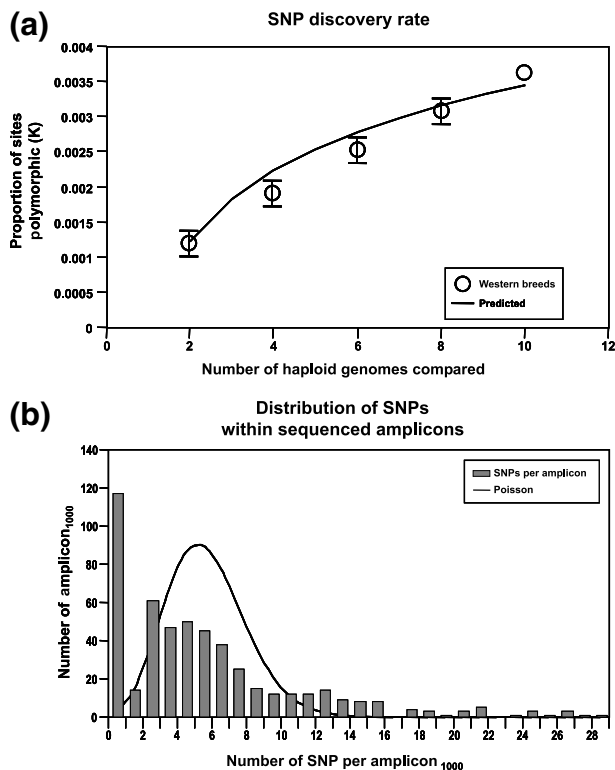 (a)
SNP discovery rate
Proportion of sites
polymorphic (K)
0.004
0.0035
0.003
0.0025
0.002
0.0015
0.001
0.0005
0
0 2 4 6 8 10 12
Western breeds
Predicted
Number of haploid genomes compared
(b)
Distribution of SNPs
within sequenced amplicons
Number of amplicon1000
140
120
100
80
60
40
20
0
SNPs per amplicon
Poisson
0 2 4 6 8 10 12 14 16 18 20 22 24 26 28
Number of SNP per amplicon 1000